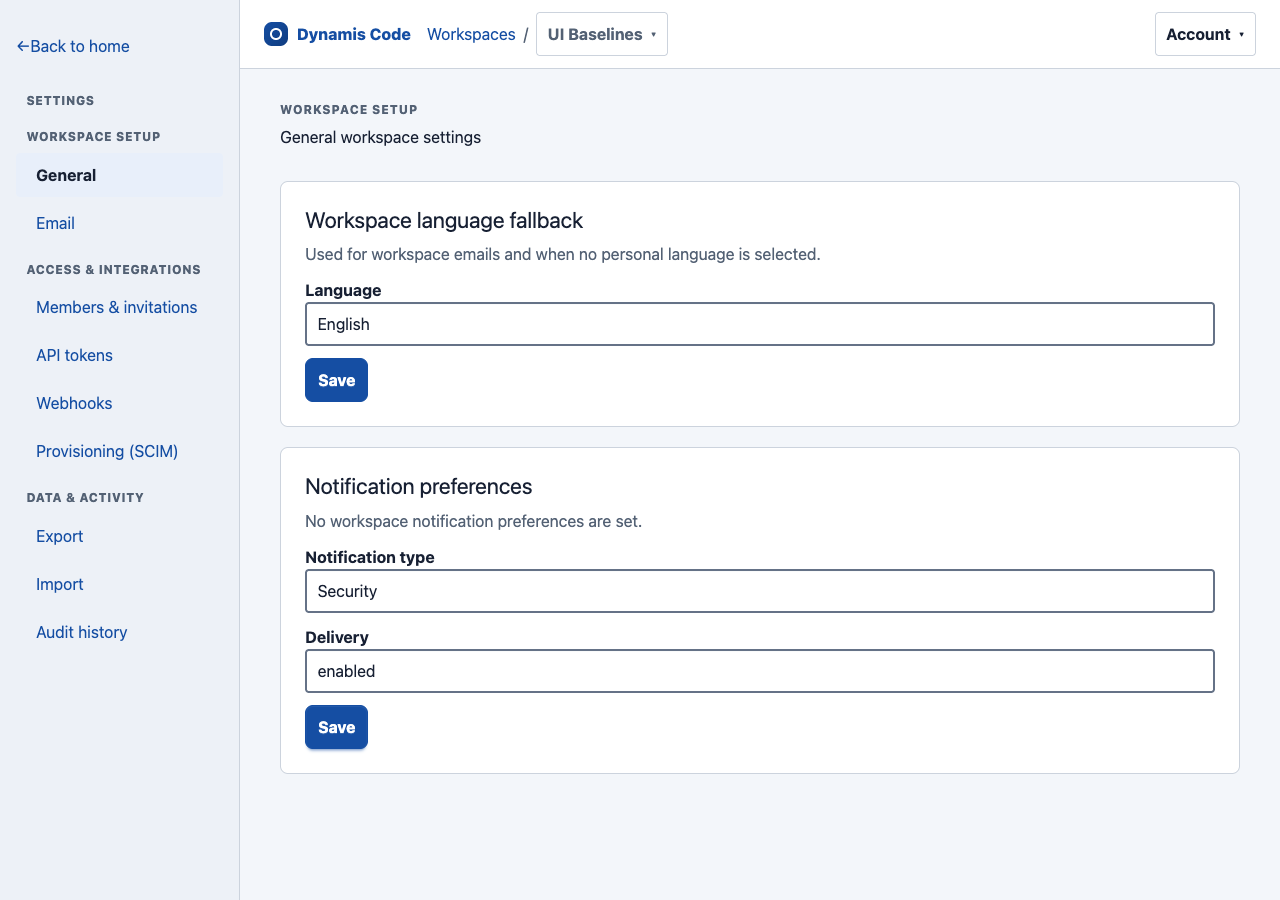 ←Back to home
SETTINGS
WORKSPACE SETUP
General
Email
ACCESS & INTEGRATIONS
Members & invitations
API tokens
Webhooks
Provisioning (SCIM)
DATA & ACTIVITY
Export
Import
Audit history
Dynamis Code Workspaces / UI Baselines ▾
Account ▾
WORKSPACE SETUP
General workspace settings
Workspace language fallback
Used for workspace emails and when no personal language is selected.
Language
English
Save
Notification preferences
No workspace notification preferences are set.
Notification type
Security
Delivery
enabled
Save